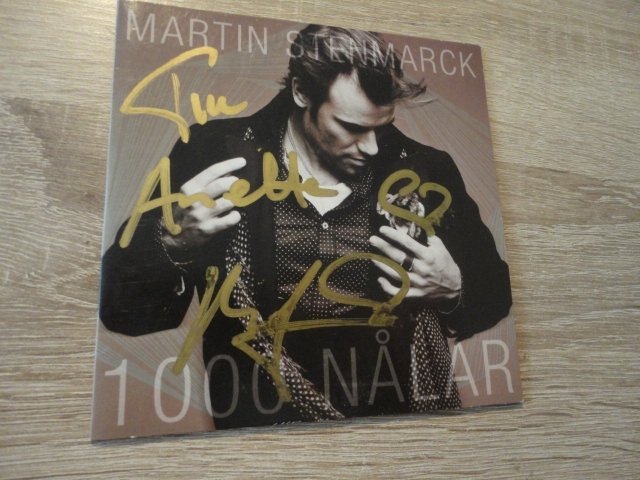 MARTIN STENMARCK
Till
Anette
1000 NÅLAR